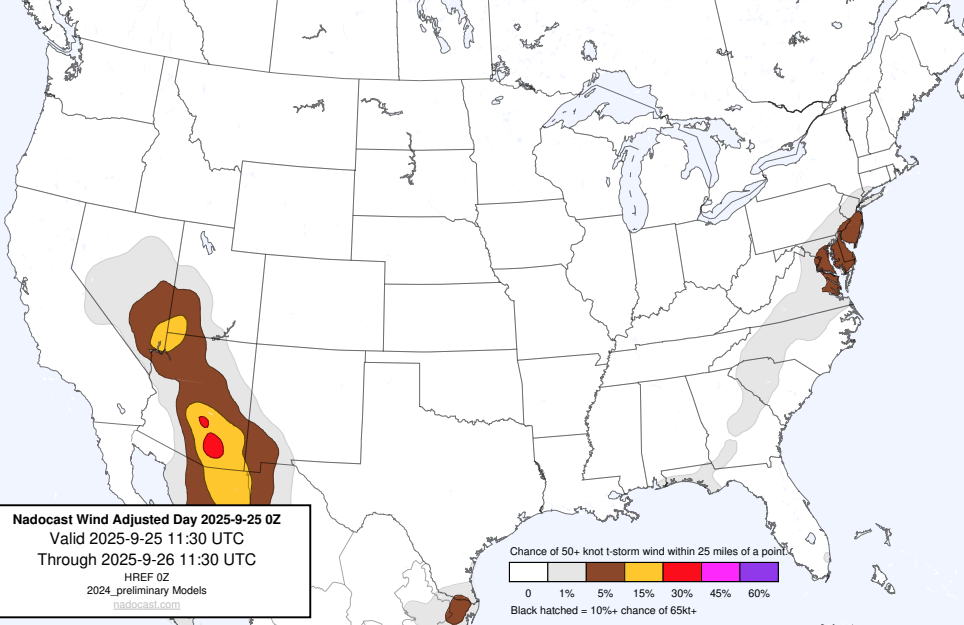 Nadocast Wind Adjusted Day 2025-9-25 0Z
Valid 2025-9-25 11:30 UTC
Through 2025-9-26 11:30 UTC
HREF 0Z
2024_preliminary Models
nadocast.com
Chance of 50+ knot t-storm wind within 25 miles of a point.
0 1% 5% 15% 30% 45% 60%
Black hatched = 10%+ chance of 65kt+